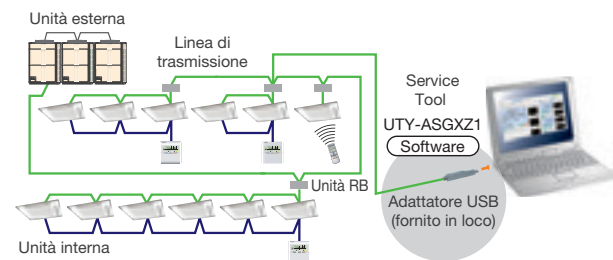 Unità esterna
Linea di
trasmissione
Service
Tool
UTY-ASGXZ1
Software
Unità RB
Adattatore USB
(fornito in loco)
Unità interna